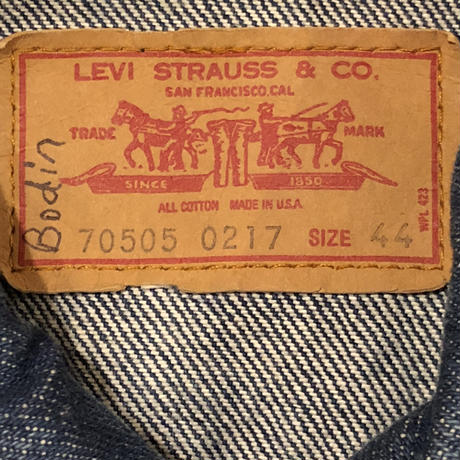 LEVI STRAUSS & CO.
SAN FRANCISCO, CAL
TRADE MARK
SINCE 1850
ALL COTTON MADE IN U.S.A.
70505 0217 SIZE 44
WPL 423
Bodin